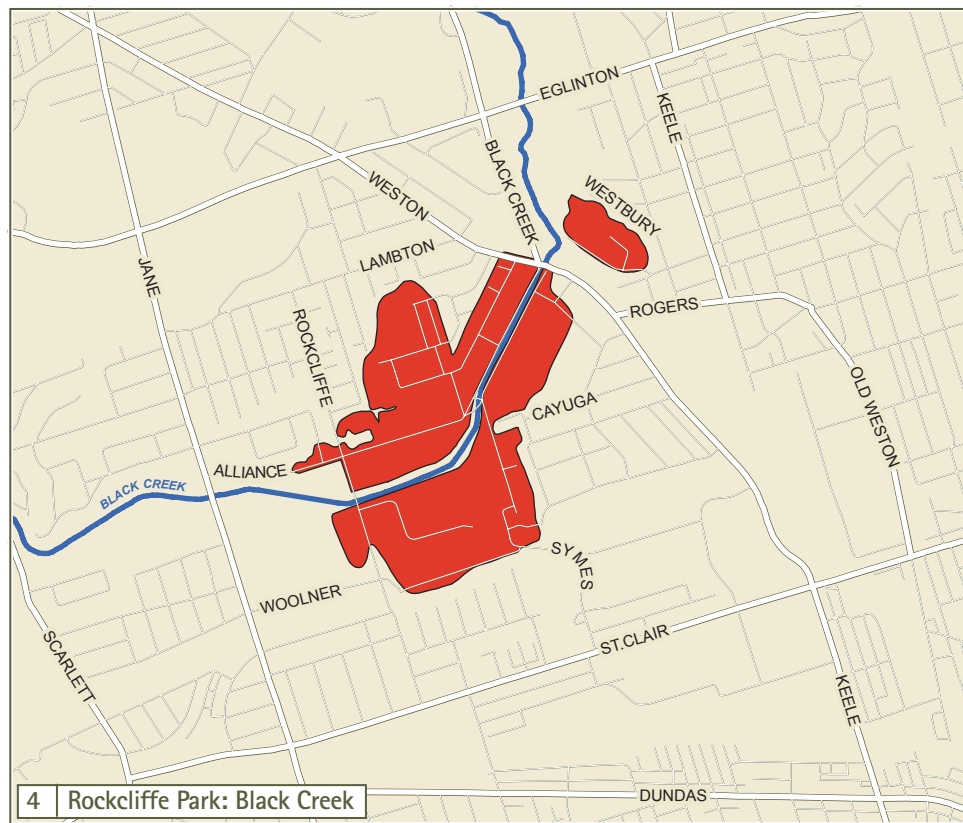 EGLINTON
KEELE
BLACK CREEK
WESTON
WESTBURY
LAMBTON
JANE
ROCKCLIFFE
ROGERS
OLD WESTON
CAYUGA
ALLIANCE
BLACK CREEK
SYMES
WOOLNER
ST.CLAIR
SCARLETT
KEELE
DUNDAS
4 Rockcliffe Park: Black Creek